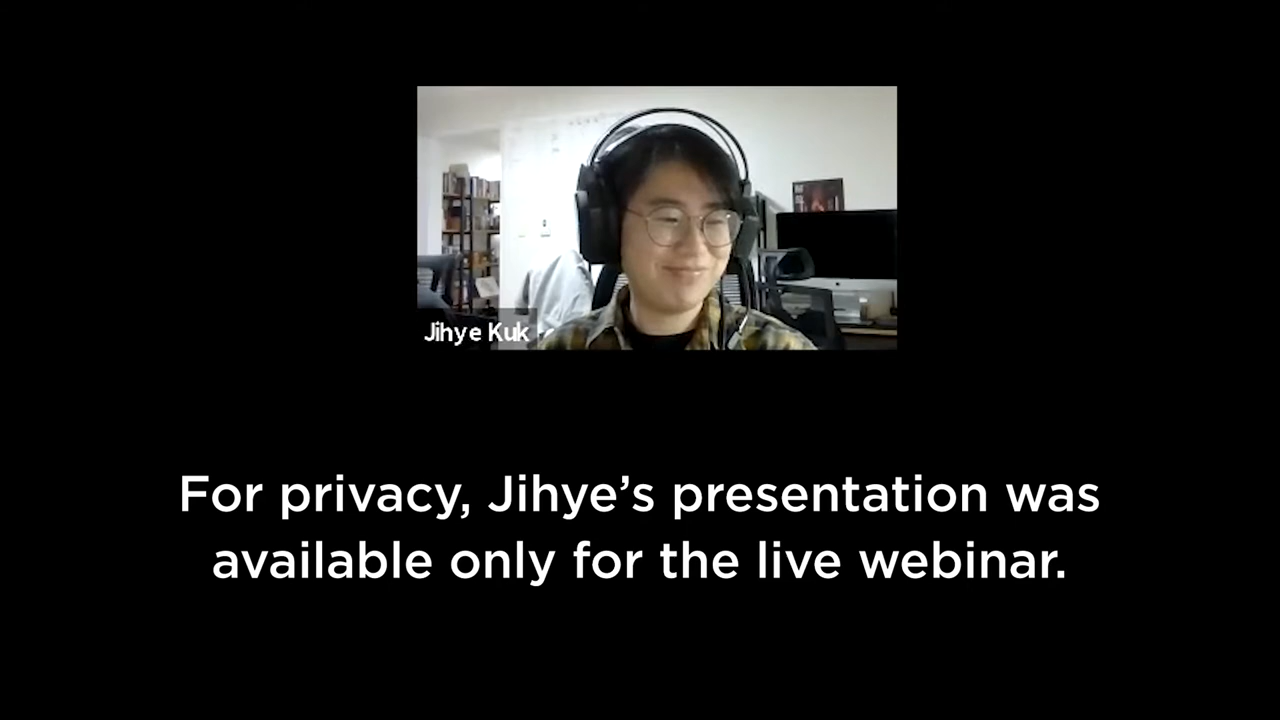 Jihye Kuk
For privacy, Jihye’s presentation was
available only for the live webinar.